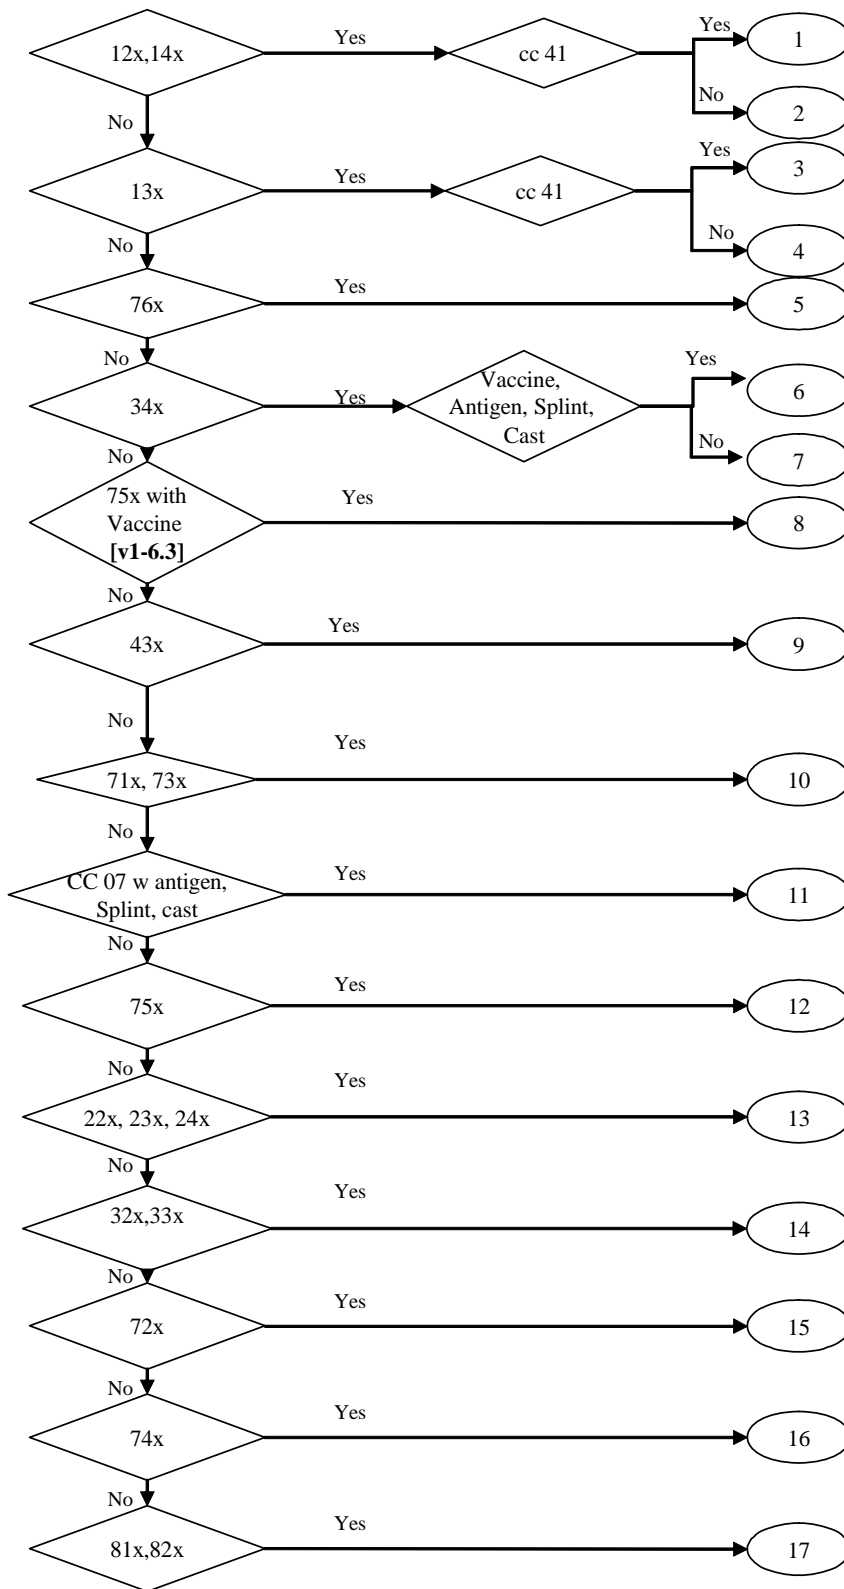 12x,14x
Yes
cc 41
Yes
1
No
2
No
13x
Yes
cc 41
Yes
3
No
4
No
76x
Yes
5
No
34x
Yes
Vaccine,
Antigen, Splint,
Cast
Yes
6
No
7
No
75x with
Vaccine
[v1-6.3]
Yes
8
No
43x
Yes
9
No
71x, 73x
Yes
10
No
CC 07 w antigen,
Splint, cast
Yes
11
No
75x
Yes
12
No
22x, 23x, 24x
Yes
13
No
32x,33x
Yes
14
No
72x
Yes
15
No
74x
Yes
16
No
81x,82x
Yes
17